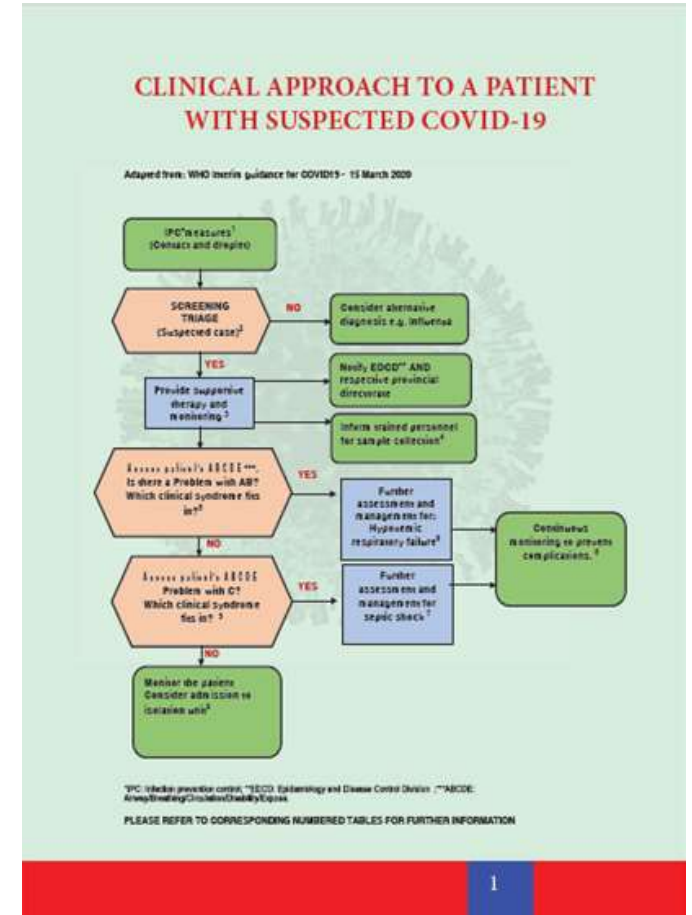 CLINICAL APPROACH TO A PATIENT
WITH SUSPECTED COVID-19
Adapted from: WHO Interim guidance for COVID19 - 15 March 2020
IPC*measures1
(Contact and droplet)
SCREENING
TRIAGE
(Suspected case)2
NO
Consider alternative
diagnosis e.g. Influenza
YES
Notify EDCD** AND
respective provincial
directorate
Provide supportive
therapy and
monitoring 3
Inform trained personnel
for sample collection4
Assess patient's ABCDE***.
Is there a Problem with AB?
Which clinical syndrome fits
in?5
YES
Further
assessment and
management for:
Hypoxemic
respiratory failure6
Continuous
monitoring to prevent
complications.
NO
Assess patient's ABCDE
Problem with C?
Which clinical syndrome
fits in? 5
YES
Further
assessment and
management for
septic shock 7
NO
Monitor the patient
Consider admission to
isolation unit
*IPC: Infection prevention control; **EDCD: Epidemiology and Disease Control Division ;***ABCDE:
Airway/Breathing/Circulation/Disability/Expose
PLEASE REFER TO CORRESPONDING NUMBERED TABLES FOR FURTHER INFORMATION
1